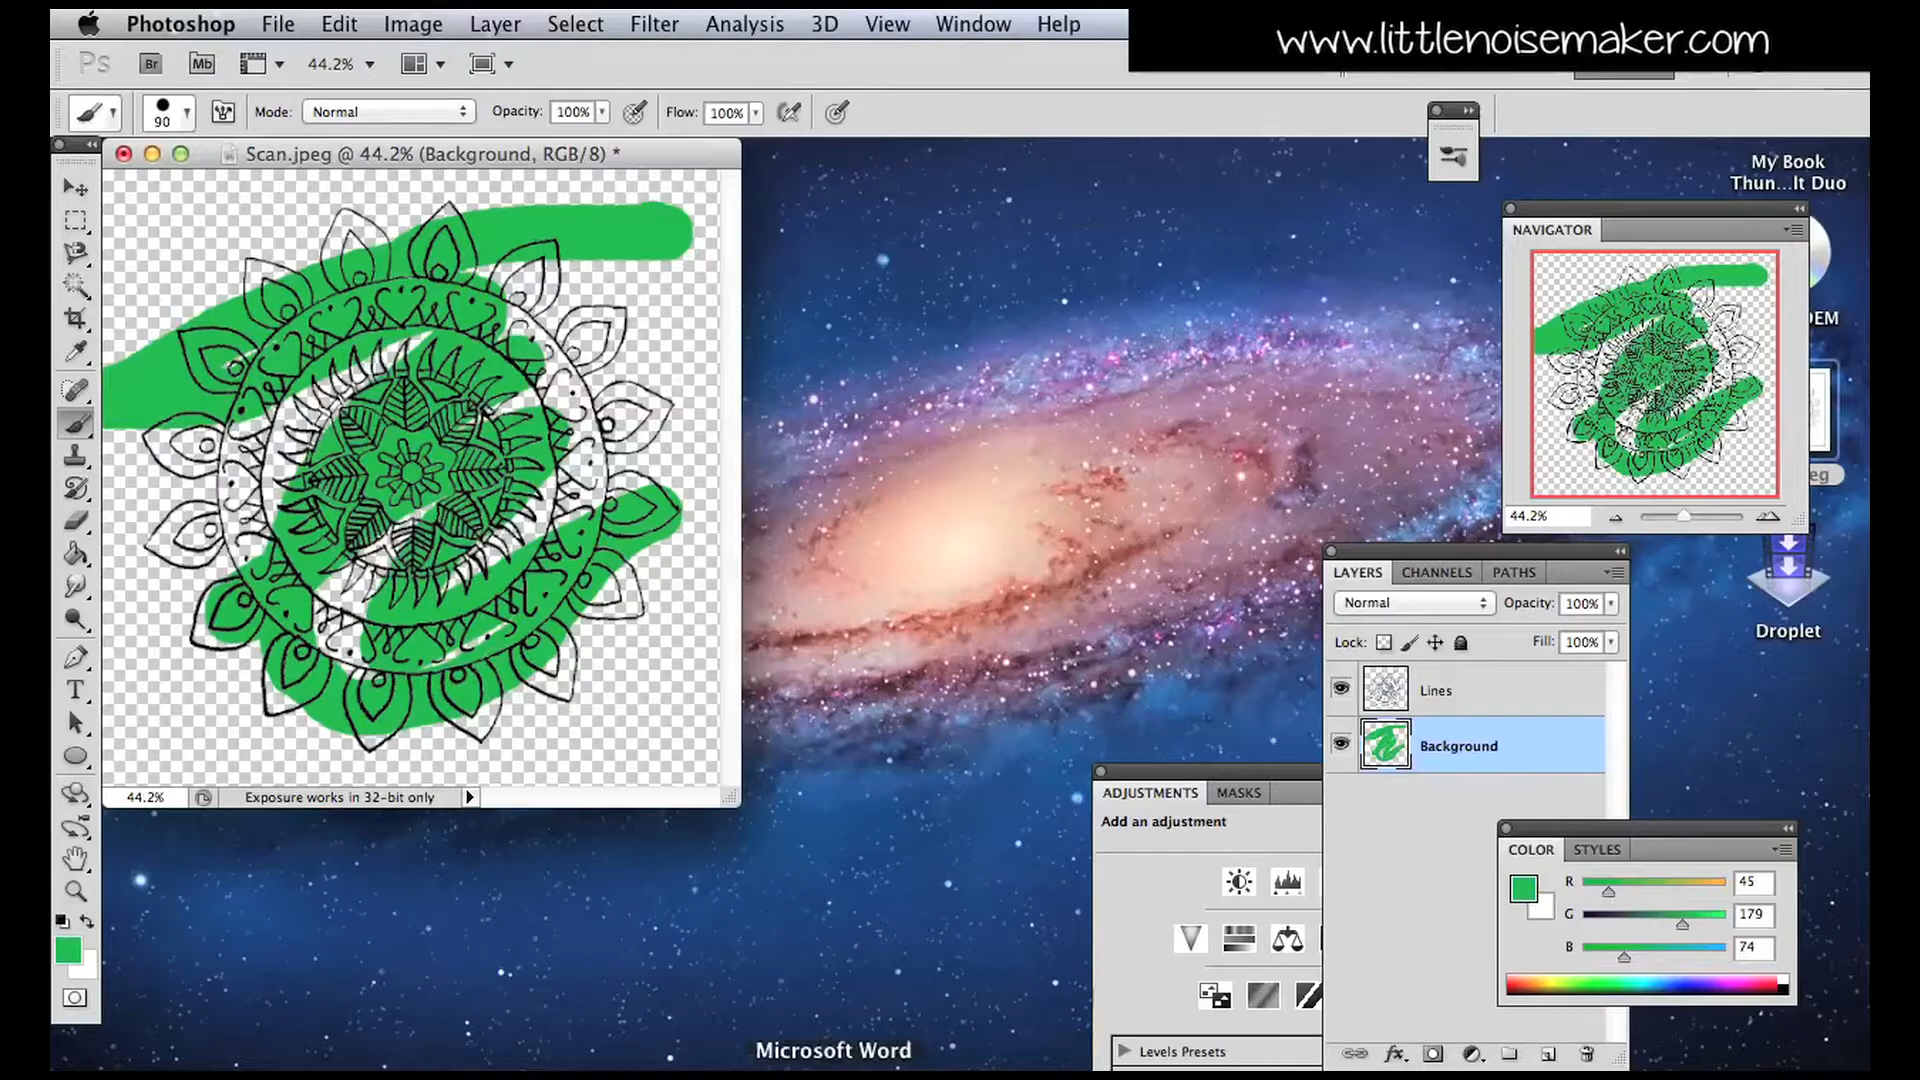 Photoshop File Edit Image Layer Select Filter Analysis 3D View Window Help
www.littlenoisemaker.com
Ps Br Mb 44.2%
90 Mode: Normal Opacity: 100% Flow: 100%
Scan.jpeg @ 44.2% (Background, RGB/8) *
My Book
Thun...lt Duo
NAVIGATOR
44.2%
Droplet
LAYERS CHANNELS PATHS
Normal Opacity: 100%
Lock: Fill: 100%
Lines
Background
44.2% Exposure works in 32-bit only
ADJUSTMENTS MASKS
Add an adjustment
Levels Presets
COLOR STYLES
R 45
G 179
B 74
T
fx
Microsoft Word